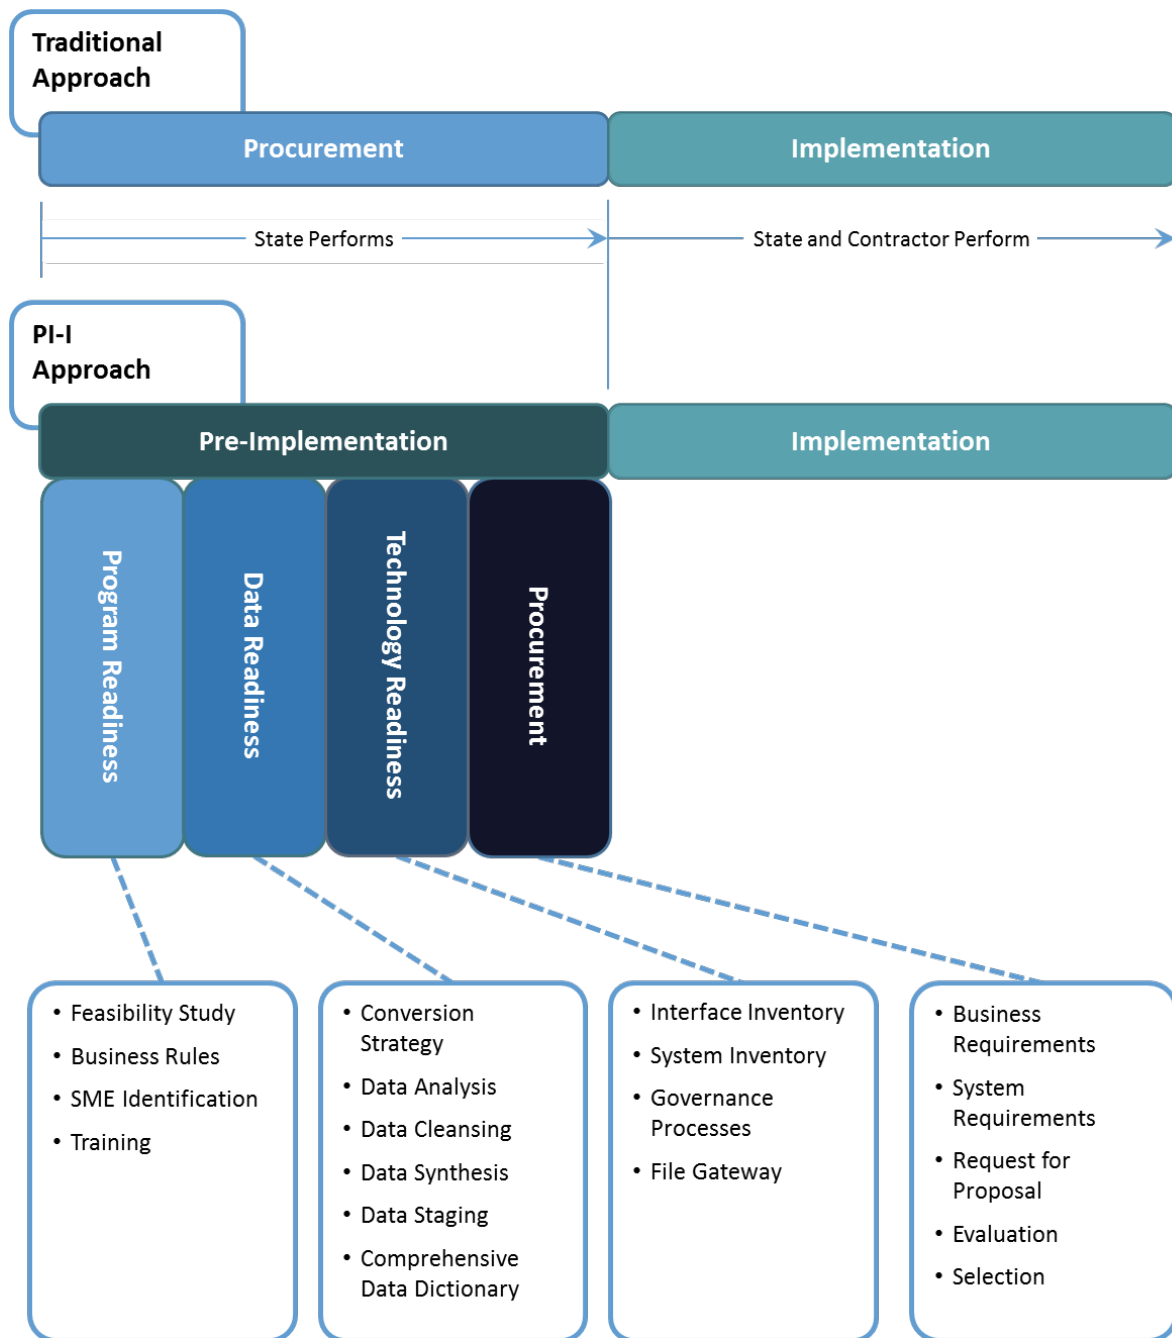 Traditional
Approach
Procurement
Implementation
State Performs
State and Contractor Perform
PI-I
Approach
Pre-Implementation
Implementation
Program Readiness
Data Readiness
Technology Readiness
Procurement
• Feasibility Study
• Business Rules
• SME Identification
• Training
• Conversion
Strategy
• Data Analysis
• Data Cleansing
• Data Synthesis
• Data Staging
• Comprehensive
Data Dictionary
• Interface Inventory
• System Inventory
• Governance
Processes
• File Gateway
• Business
Requirements
• System
Requirements
• Request for
Proposal
• Evaluation
• Selection